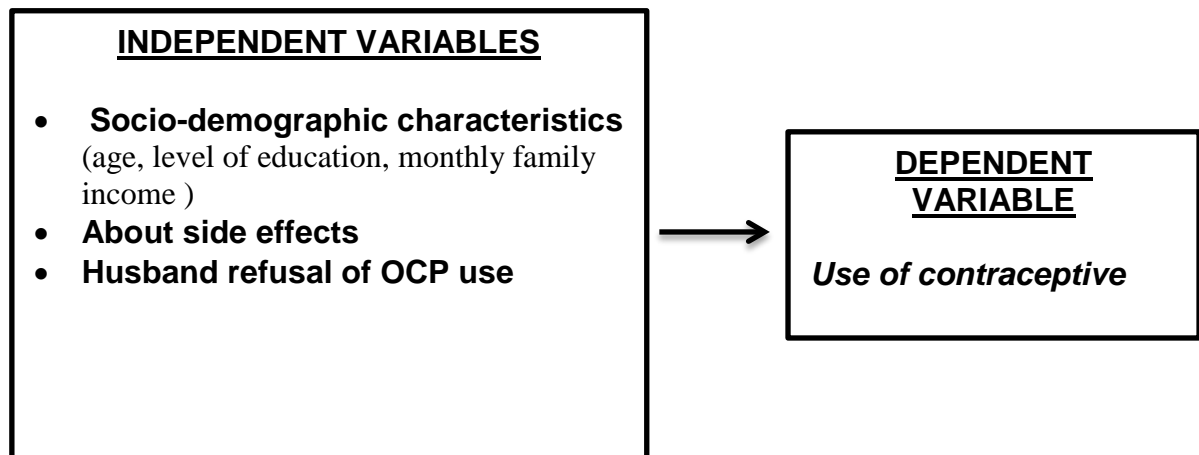 INDEPENDENT VARIABLES
• Socio-demographic characteristics
(age, level of education, monthly family
income )
• About side effects
• Husband refusal of OCP use
DEPENDENT
VARIABLE
Use of contraceptive